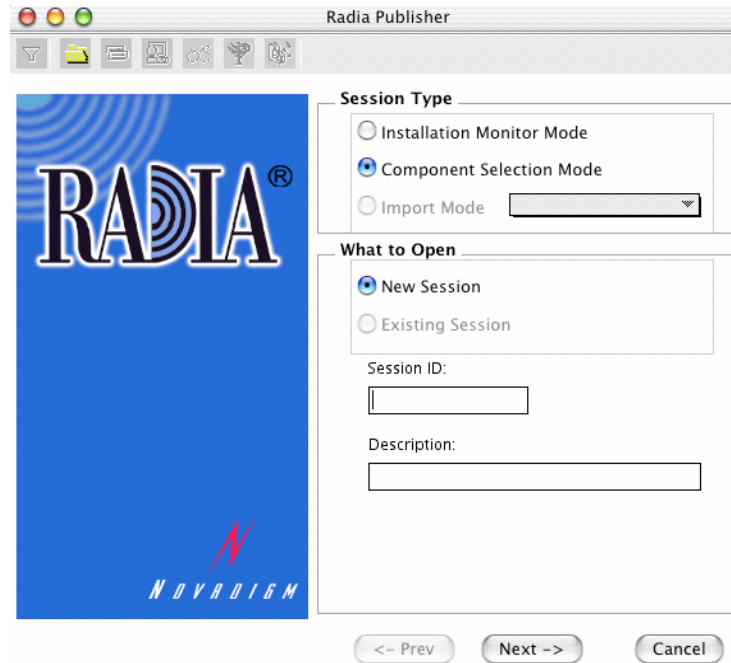 Radia Publisher
RADIA®
NOVADIGM
Session Type
Installation Monitor Mode
Component Selection Mode
Import Mode
What to Open
New Session
Existing Session
Session ID:
Description:
<- Prev
Next ->
Cancel